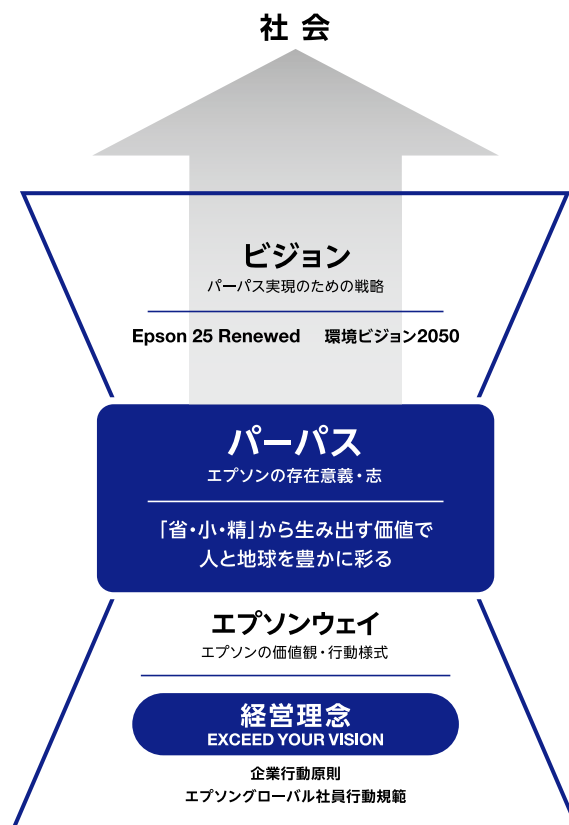 社会
ビジョン
パーパス実現のための戦略
Epson 25 Renewed 環境ビジョン2050
パーパス
エプソンの存在意義・志
「省・小・精」から生み出す価値で
人と地球を豊かに彩る
エプソンウェイ
エプソンの価値観・行動様式
経営理念
EXCEED YOUR VISION
企業行動原則
エプソングローバル社員行動規範